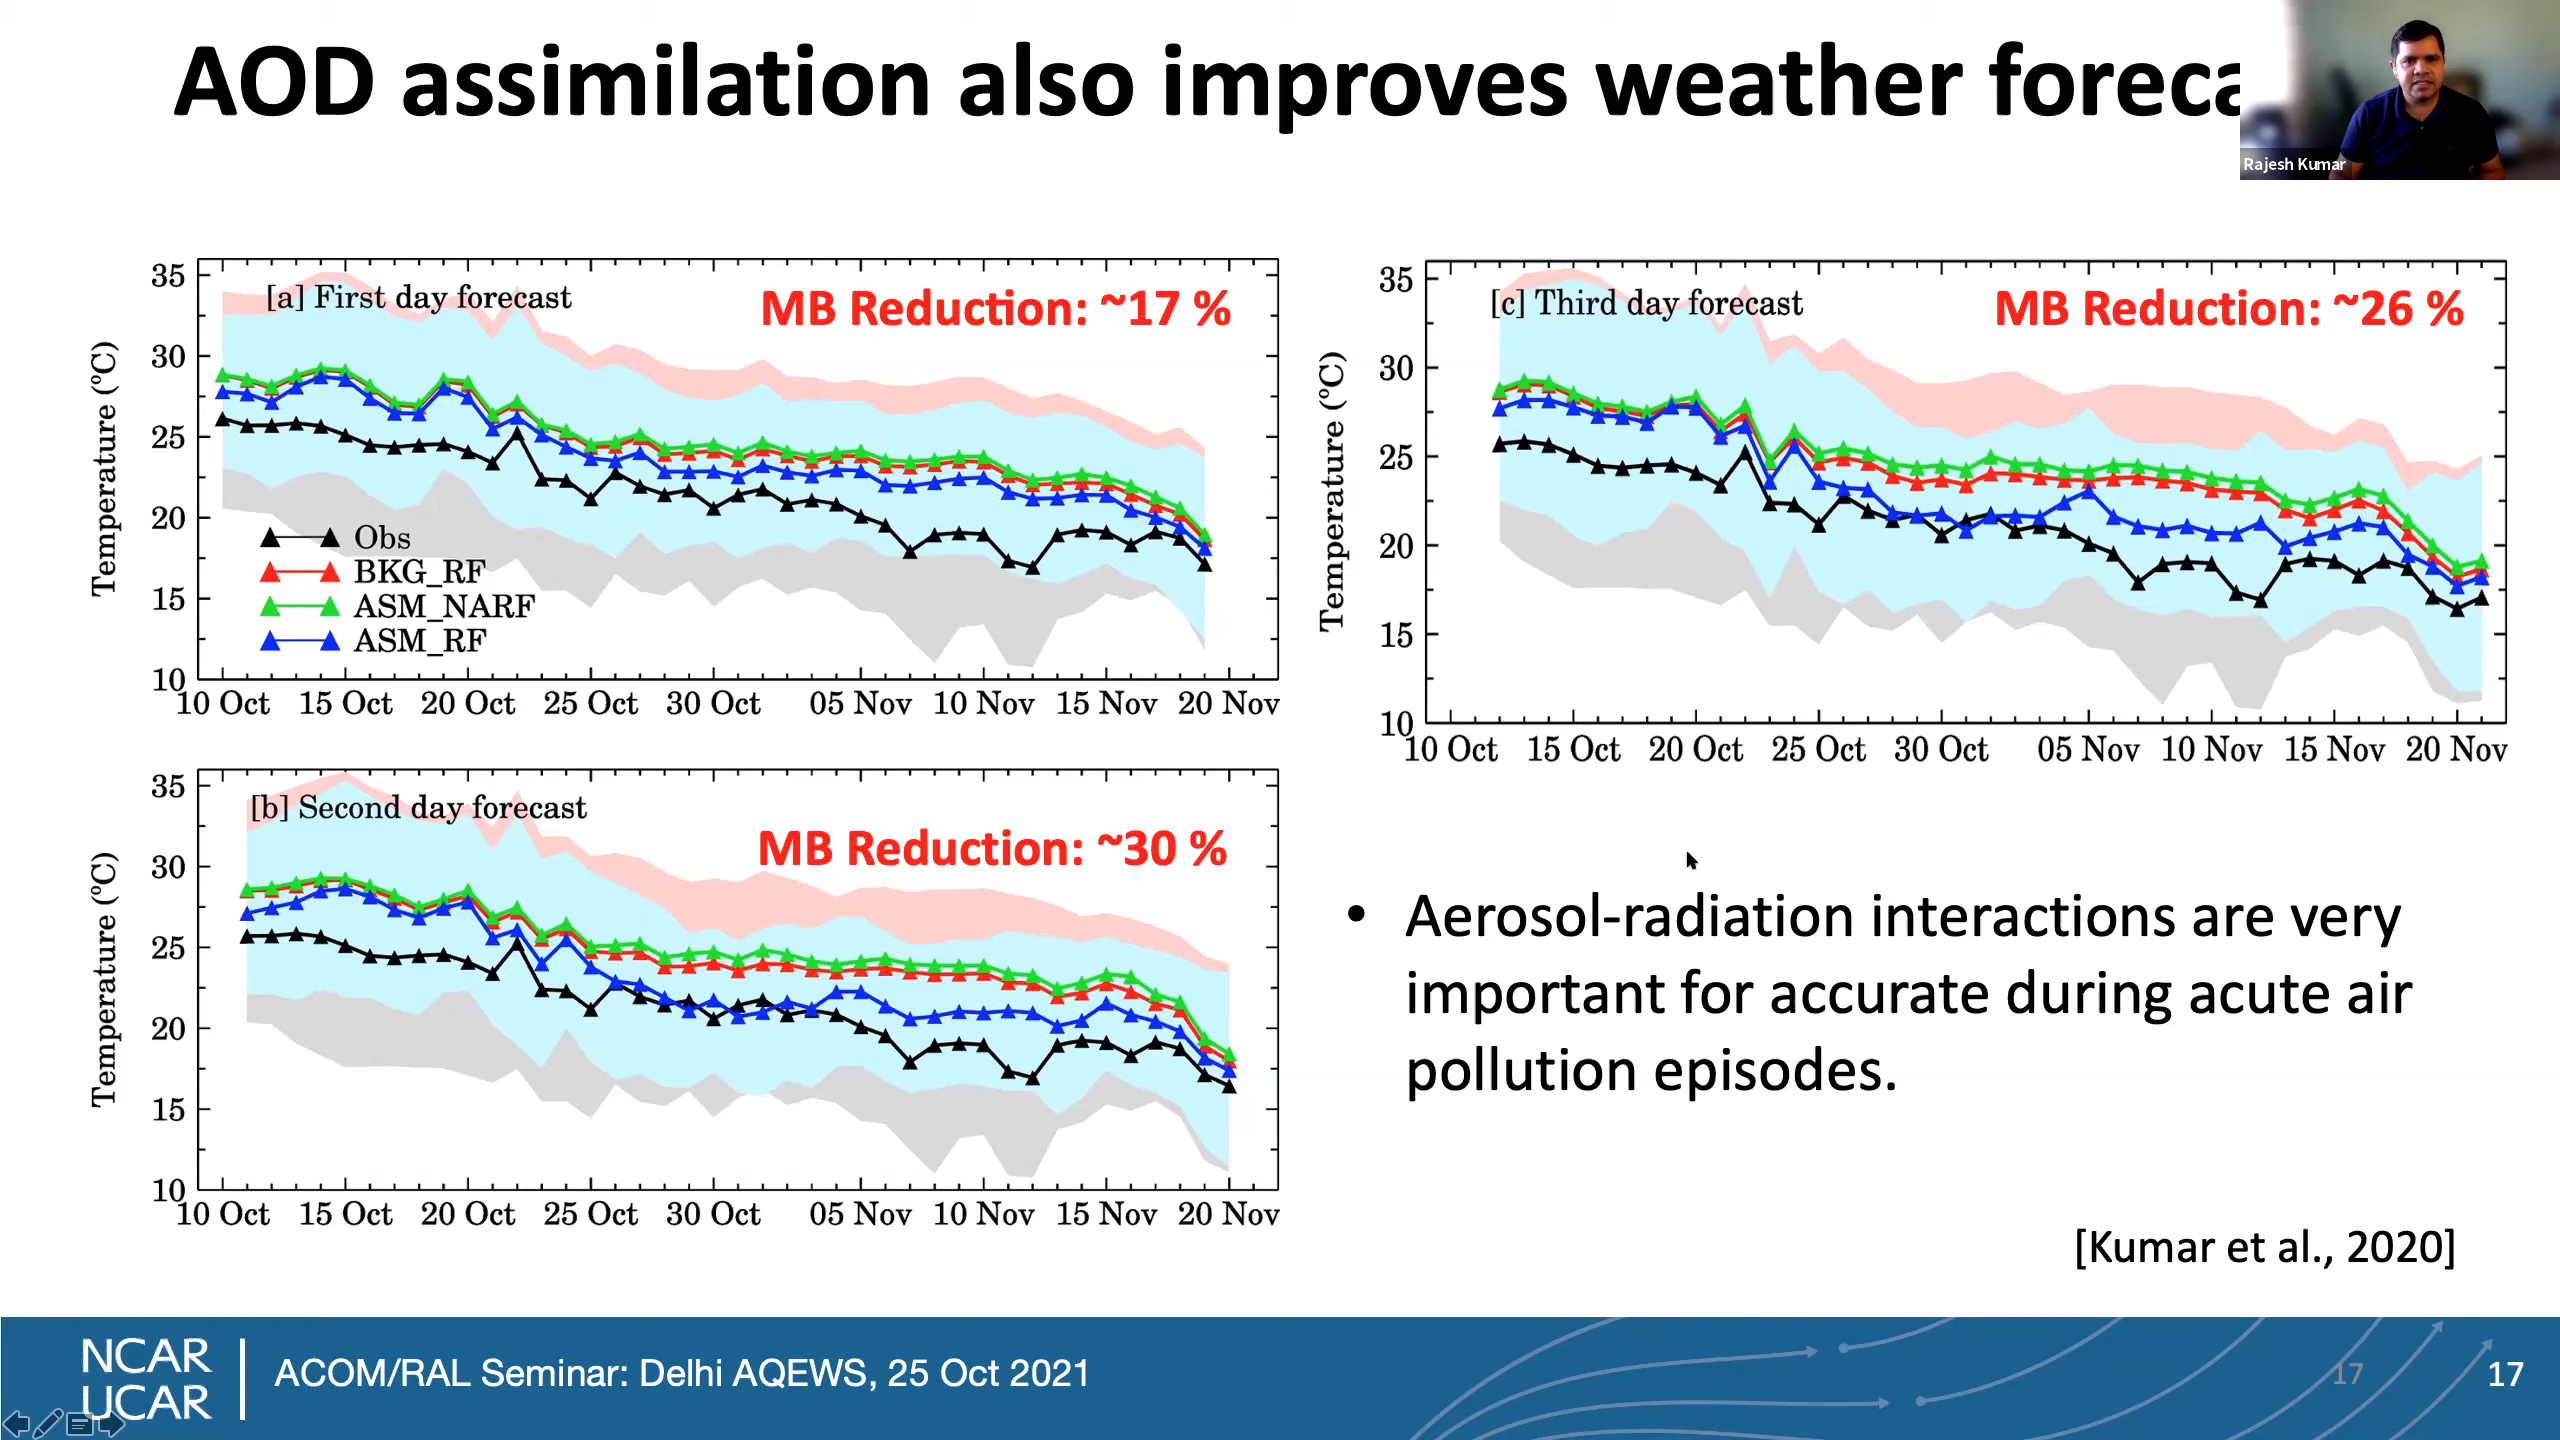 AOD assimilation also improves weather foreca
Rajesh Kumar
[a] First day forecast
MB Reduction: ~17 %
Temperature (°C)
35
30
25
20
15
10
Obs
BKG_RF
ASM_NARF
ASM_RF
10 Oct 15 Oct 20 Oct 25 Oct 30 Oct 05 Nov 10 Nov 15 Nov 20 Nov
[b] Second day forecast
MB Reduction: ~30 %
Temperature (°C)
35
30
25
20
15
10
10 Oct 15 Oct 20 Oct 25 Oct 30 Oct 05 Nov 10 Nov 15 Nov 20 Nov
[c] Third day forecast
MB Reduction: ~26 %
Temperature (°C)
35
30
25
20
15
10
10 Oct 15 Oct 20 Oct 25 Oct 30 Oct 05 Nov 10 Nov 15 Nov 20 Nov
• Aerosol-radiation interactions are very
important for accurate during acute air
pollution episodes.
[Kumar et al., 2020]
NCAR
UCAR
ACOM/RAL Seminar: Delhi AQEWS, 25 Oct 2021
17
17